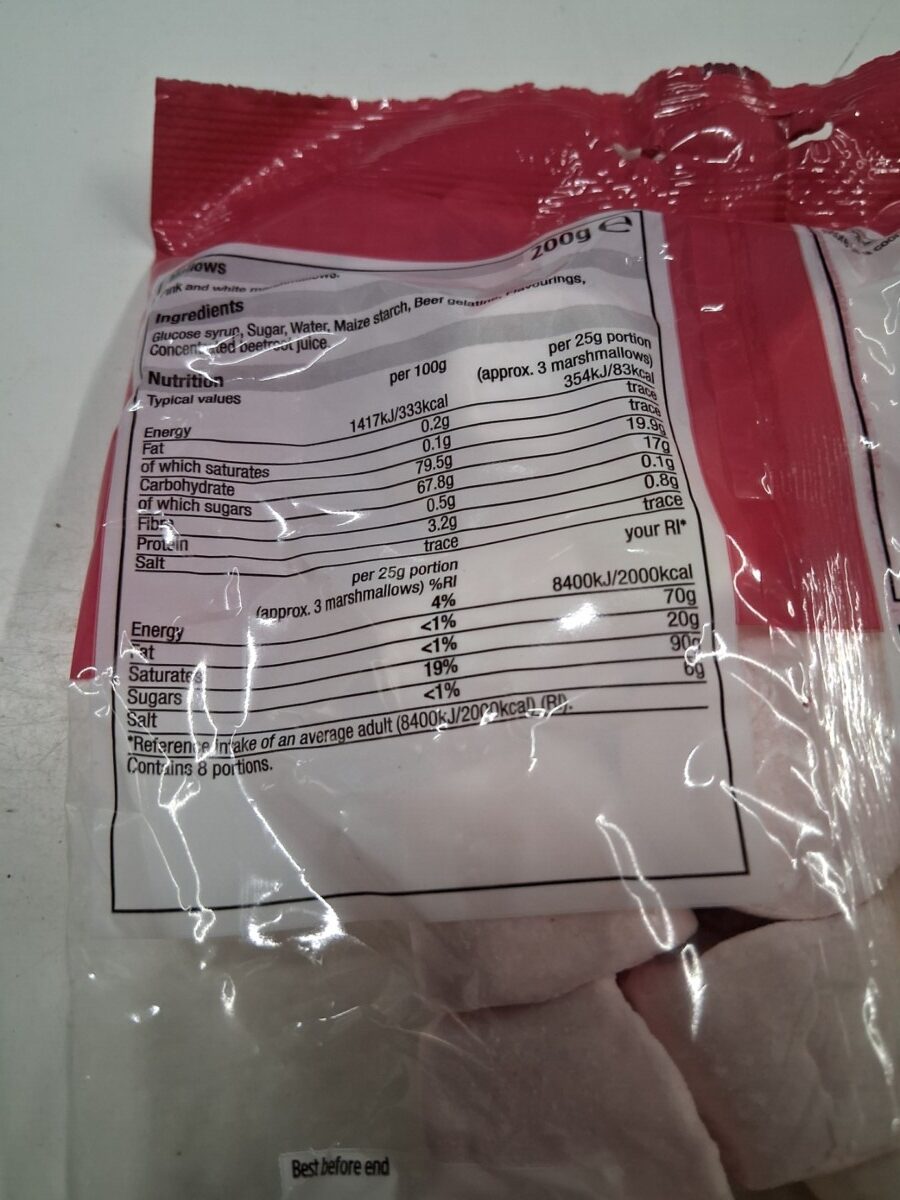 200g e
Pink and white
Ingredients
Glucose syrup, Sugar, Water, Maize starch, Beer gelatine, Flavourings,
Concentrated beetroot juice.
Nutrition
Typical values
per 100g
per 25g portion
(approx. 3 marshmallows)
Energy 1417kJ/333kcal 354kJ/83kcal
Fat 0.2g trace
of which saturates 0.1g trace
Carbohydrate 79.5g 19.9g
of which sugars 67.8g 17g
Fibre 0.5g 0.1g
Protein 3.2g 0.8g
Salt trace trace
per 25g portion
(approx. 3 marshmallows) %RI your RI*
Energy 4% 8400kJ/2000kcal
Fat <1% 70g
Saturates <1% 20g
Sugars 19% 90g
Salt <1% 6g
*Reference intake of an average adult (8400kJ/2000kcal) (RI).
Contains 8 portions.
Best before end